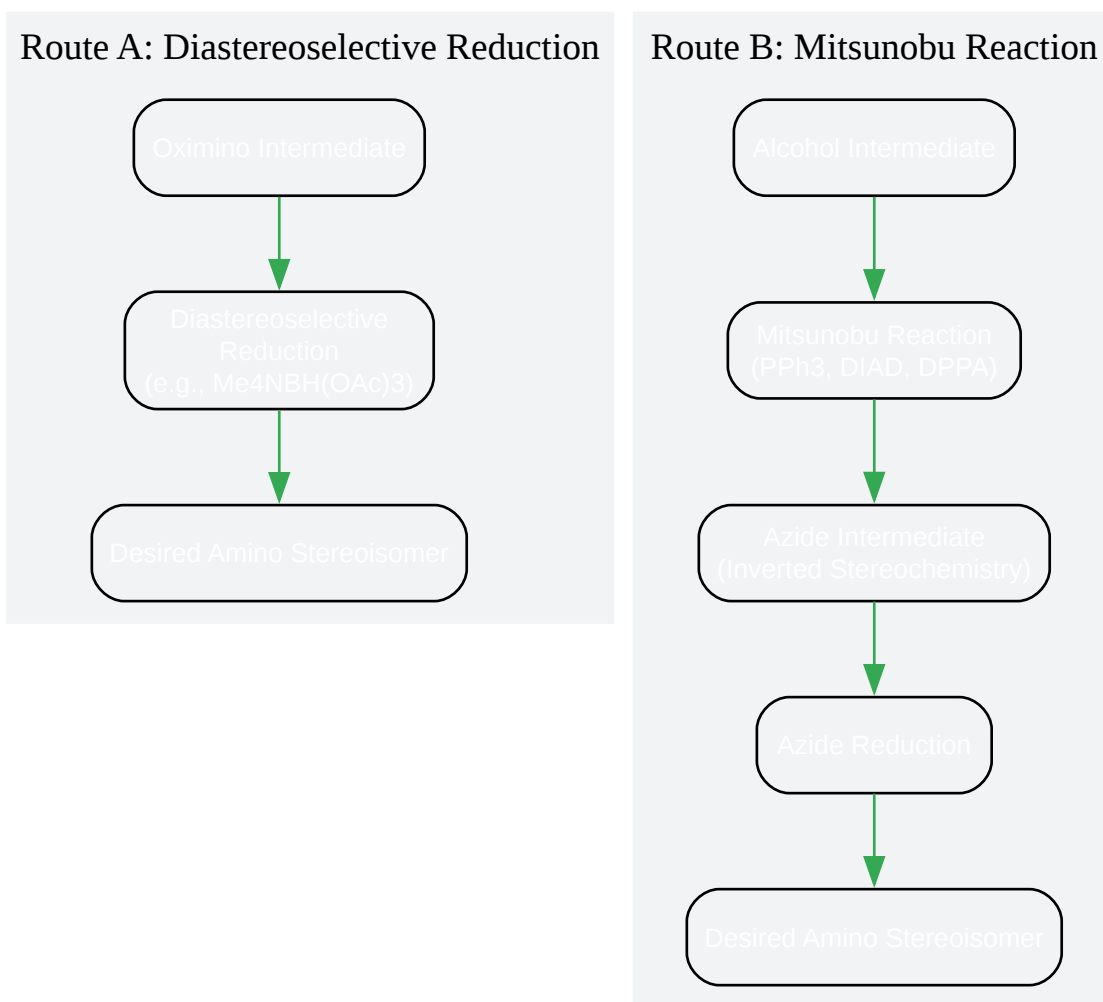 Route A: Diastereoselective Reduction
Oximino Intermediate
Diastereoselective
Reduction
(e.g., Me4NBH(OAc)3)
Desired Amino Stereoisomer
Route B: Mitsunobu Reaction
Alcohol Intermediate
Mitsunobu Reaction
(PPh3, DIAD, DPPA)
Azide Intermediate
(Inverted Stereochemistry)
Azide Reduction
Desired Amino Stereoisomer